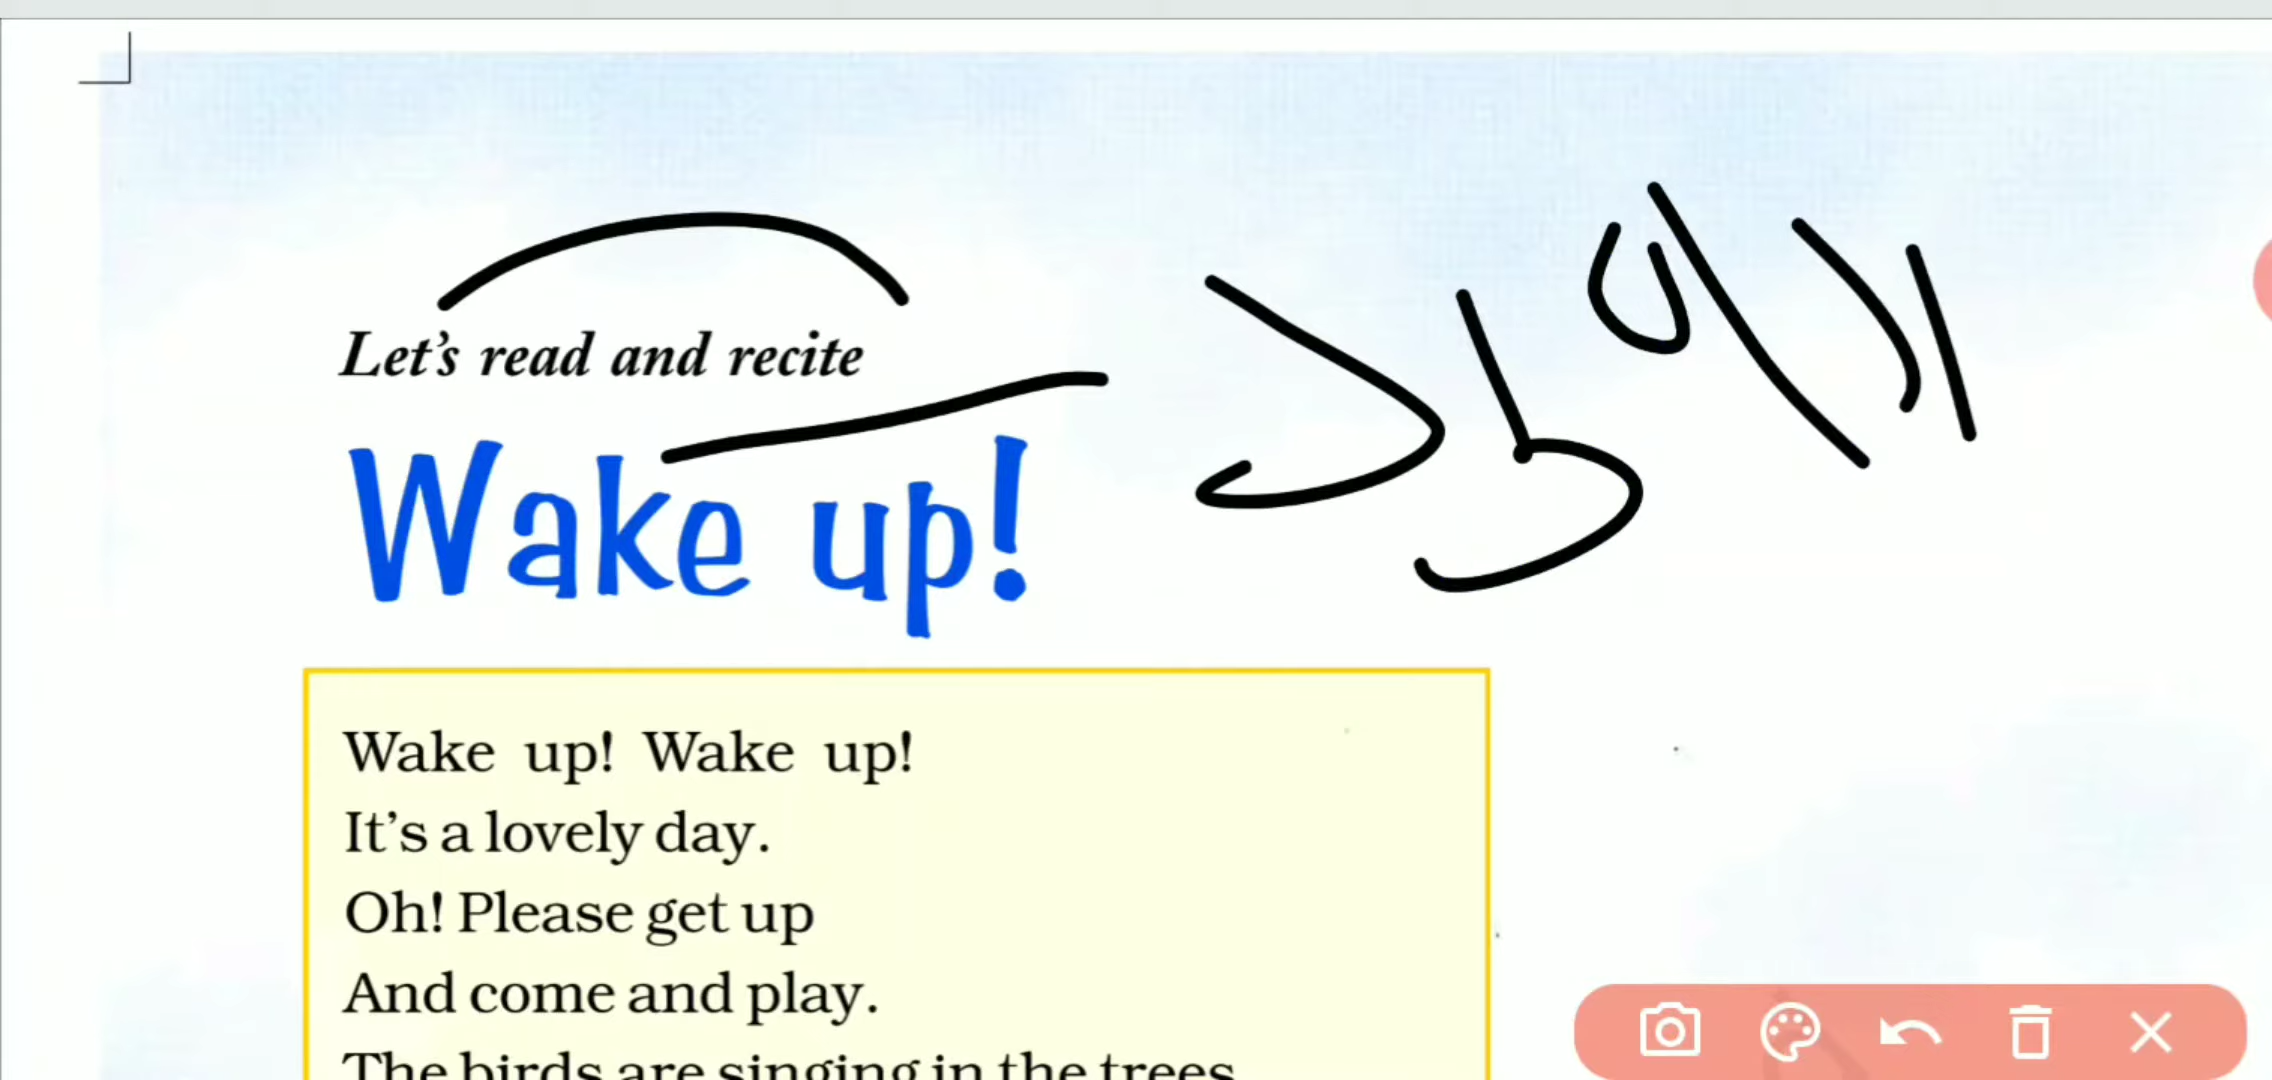 Let's read and recite
Wake up!
Wake up! Wake up!
It's a lovely day.
Oh! Please get up
And come and play.
The birds are singing in the trees